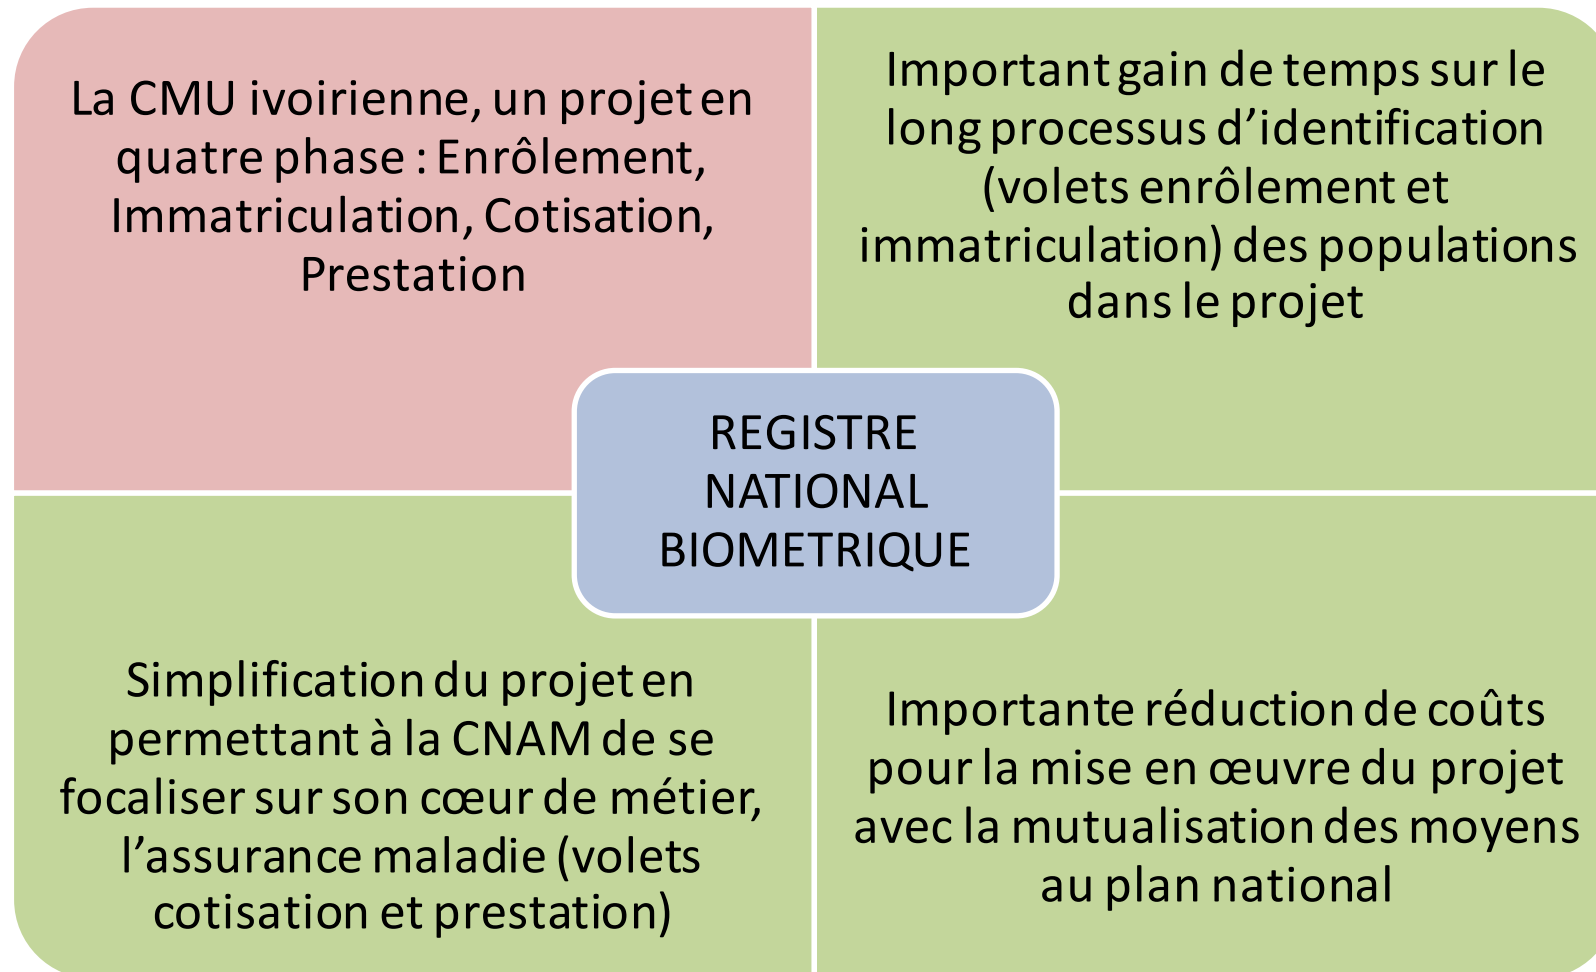 La CMU ivoirienne, un projet en
quatre phase : Enrôlement,
Immatriculation, Cotisation,
Prestation
Important gain de temps sur le
long processus d’identification
(volets enrôlement et
immatriculation) des populations
dans le projet
REGISTRE
NATIONAL
BIOMETRIQUE
Simplification du projet en
permettant à la CNAM de se
focaliser sur son cœur de métier,
l’assurance maladie (volets
cotisation et prestation)
Importante réduction de coûts
pour la mise en œuvre du projet
avec la mutualisation des moyens
au plan national